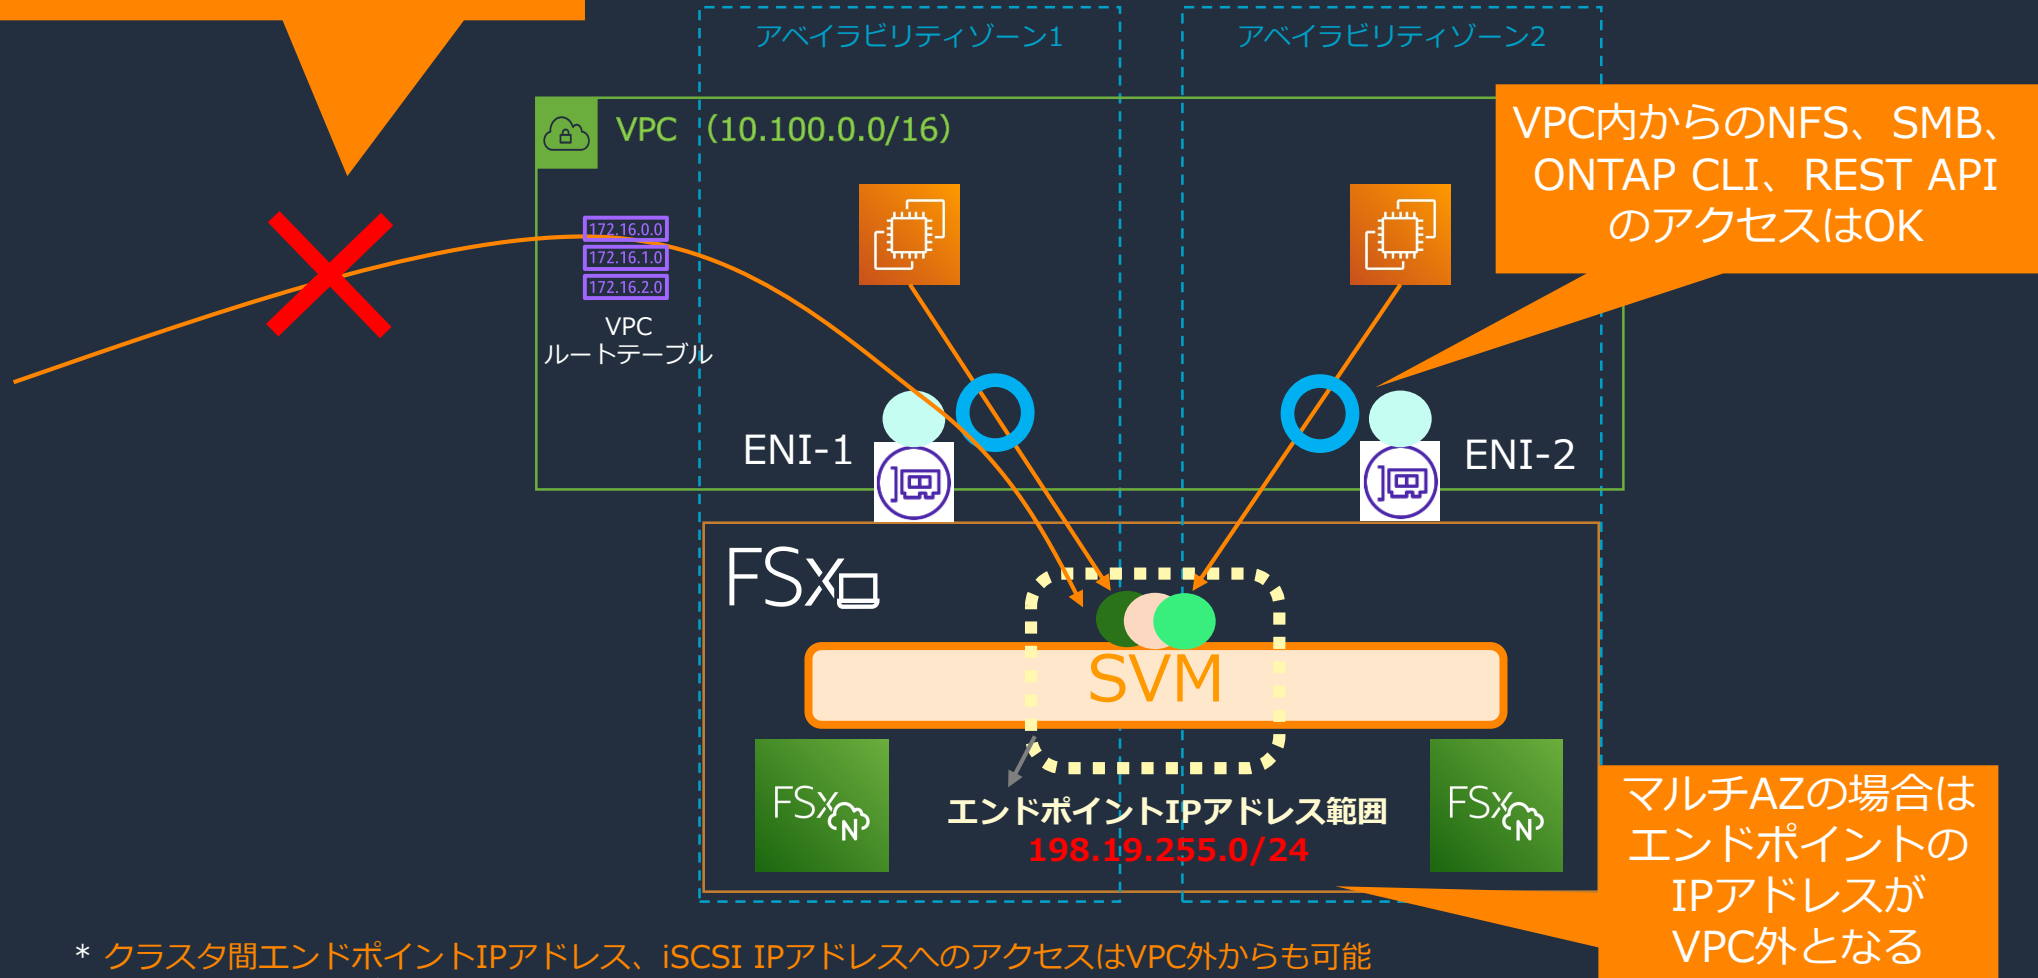 アベイラビリティゾーン1
アベイラビリティゾーン2
VPC（10.100.0.0/16）
VPC内からのNFS、SMB、
ONTAP CLI、REST API
のアクセスはOK
172.16.0.0
172.16.1.0
172.16.2.0
VPC
ルートテーブル
ENI-1
ENI-2
FSx
SVM
FSx
N
FSx
N
エンドポイントIPアドレス範囲
198.19.255.0/24
マルチAZの場合は
エンドポイントの
IPアドレスが
VPC外となる
* クラスタ間エンドポイントIPアドレス、iSCSI IPアドレスへのアクセスはVPC外からも可能